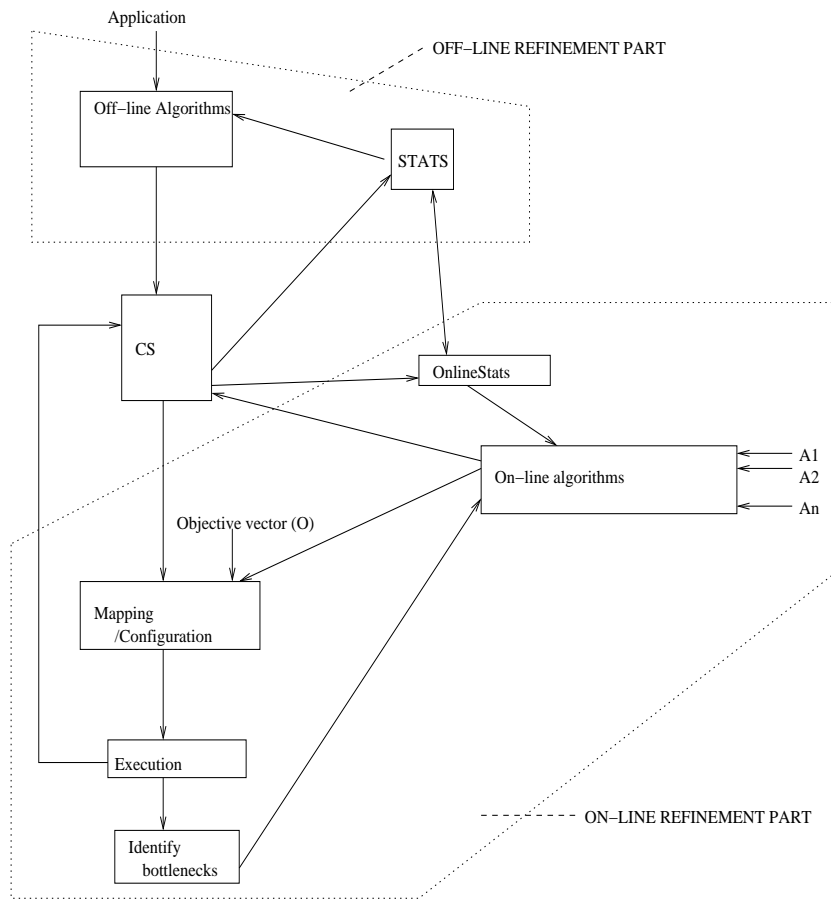 Application
OFF−LINE REFINEMENT PART
Off−line Algorithms
STATS
CS
OnlineStats
On−line algorithms
A1
A2
An
Objective vector (O)
Mapping
/Configuration
Execution
ON−LINE REFINEMENT PART
Identify
bottlenecks